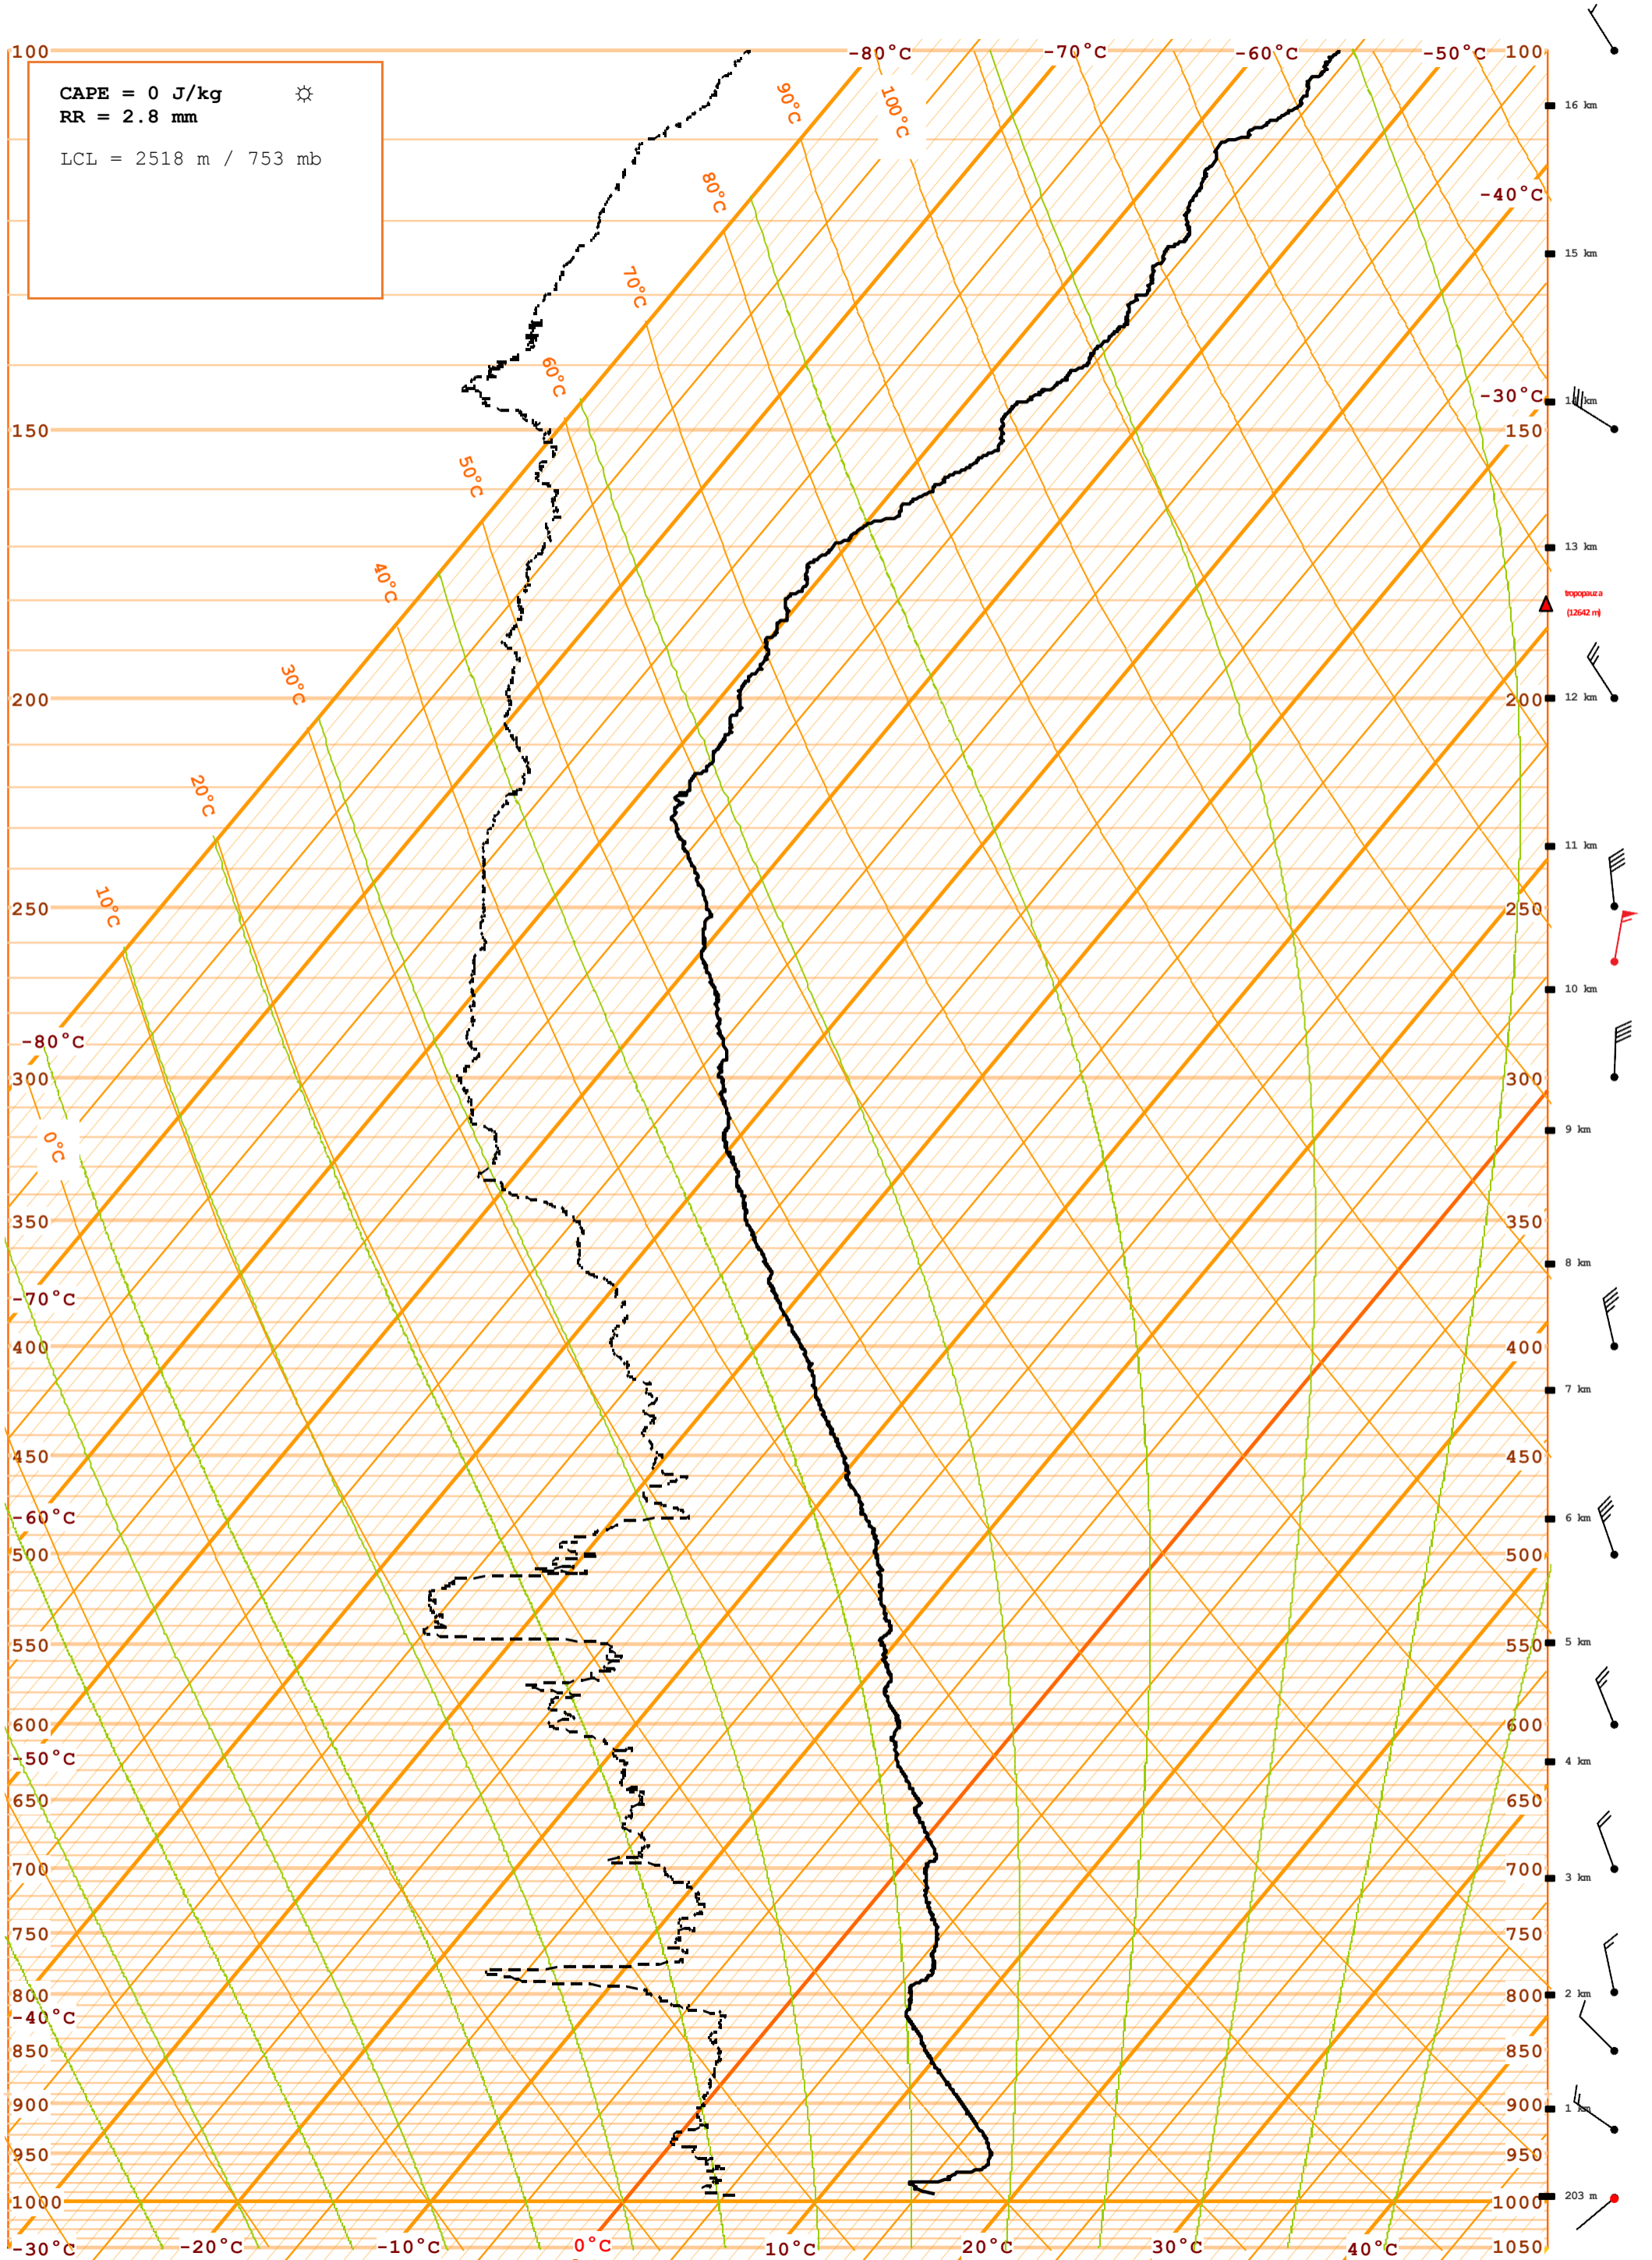 100 -80°C -70°C -60°C -50°C 100
CAPE = 0 J/kg ☼
RR = 2.8 mm
LCL = 2518 m / 753 mb
90°C 100°C
16 km
80°C -40°C
15 km
70°C
60°C -30°C
14 km
150 150
50°C
13 km
40°C
tropopauza
(12642 m)
30°C
200 200 12 km
20°C
11 km
10°C
250 250
10 km
-80°C
300 300
0°C
9 km
350 350
8 km
-70°C
400 400
7 km
450 450
-60°C
6 km
500 500
550 550 5 km
600 600
-50°C
4 km
650 650
700 700
3 km
750 750
800 800 2 km
-40°C
850 850
900 900 1 km
950 950
1000 1000 203 m
-30°C -20°C -10°C 0°C 10°C 20°C 30°C 40°C 1050